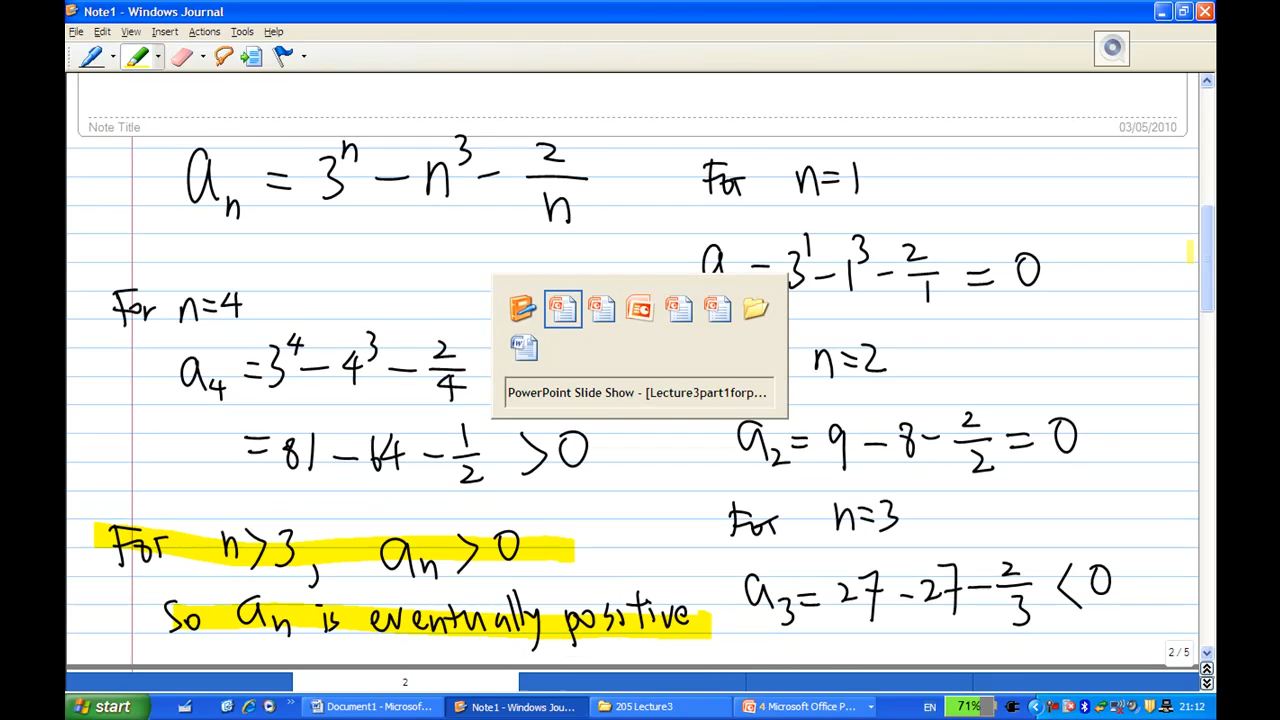 Note1 - Windows Journal
File Edit View Insert Actions Tools Help
Note Title
03/05/2010
a_n = 3^n - n^3 - 2/n
For n=1
a = 3^1 - 1^3 - 2/1 = 0
For n=4
a_4 = 3^4 - 4^3 - 2/4
= 81 - 64 - 1/2 > 0
For n>3, a_n > 0
So a_n is eventually positive
PowerPoint Slide Show - [Lecture3part1forp...
n=2
a_2 = 9 - 8 - 2/2 = 0
For n=3
a_3 = 27 - 27 - 2/3 < 0
2 / 5
2
start
Document1 - Microsof...
Note1 - Windows Jour...
205 Lecture3
4 Microsoft Office P...
EN
71%
21:12